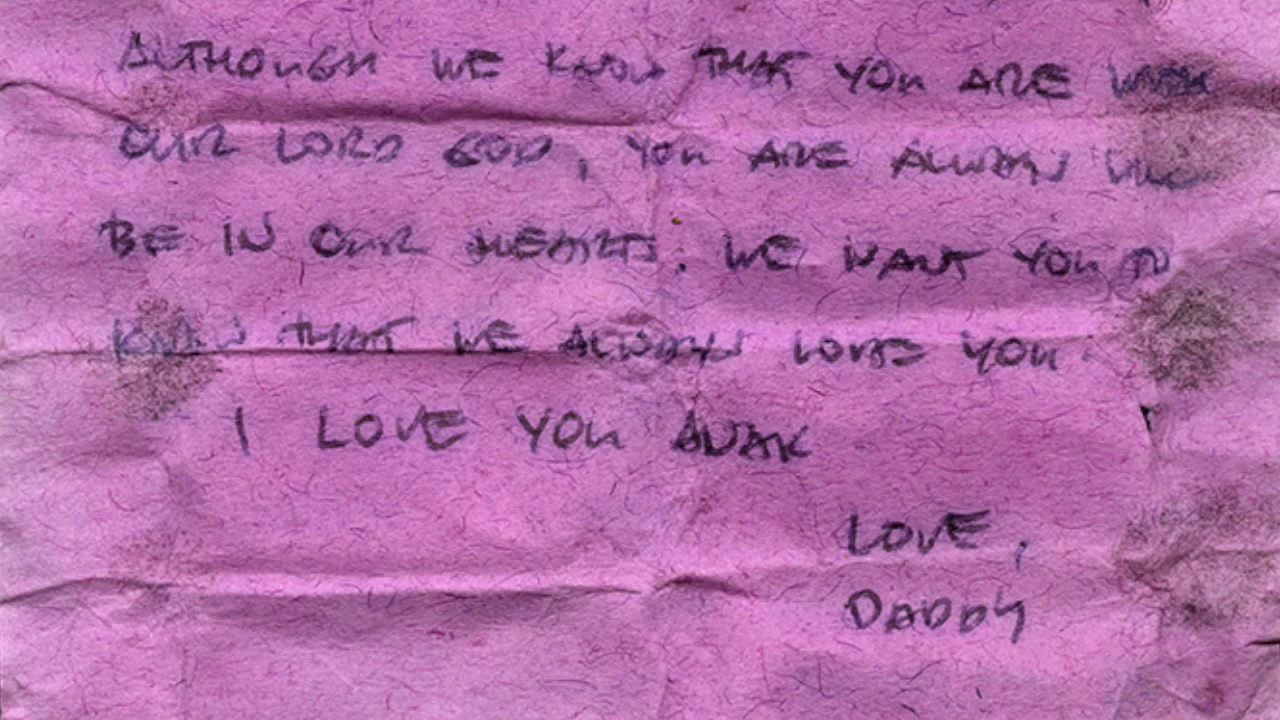 ALTHOUGH WE KNOW THAT YOU ARE WITH
OUR LORD GOD, YOU ARE ALWAYS WILL
BE IN OUR HEARTS. WE WANT YOU TO
KNOW THAT WE ALWAYS LOVE YOU.
I LOVE YOU ANAK
LOVE,
DADDY